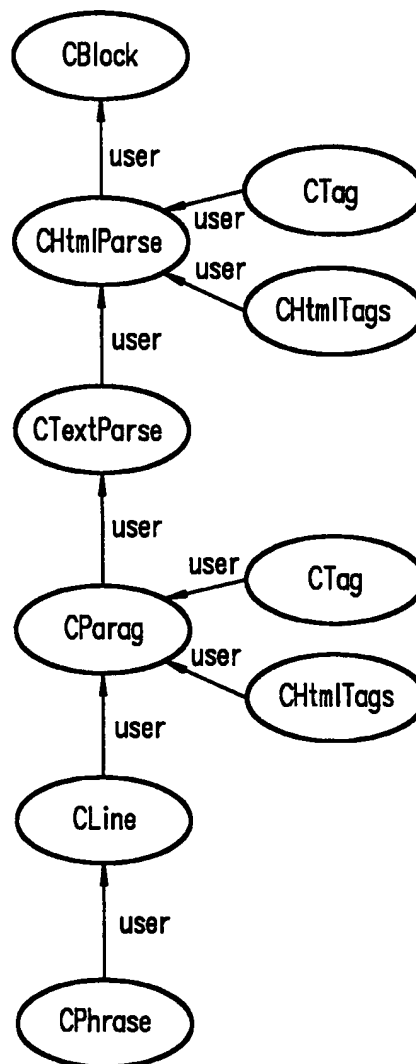 CBlock
user
CTag
user
CHtmlParse
user
CHtmlTags
user
CTextParse
user
user
CTag
CParag
user
CHtmlTags
user
CLine
user
CPhrase